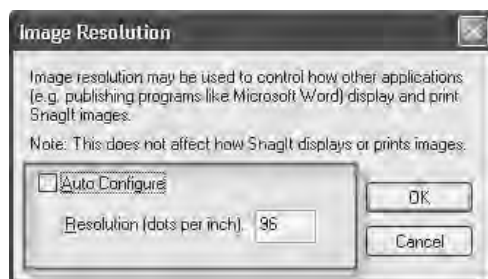 Image Resolution
Image resolution may be used to control how other applications
(e.g. publishing programs like Microsoft Word) display and print
SnagIt images.
Note: This does not affect how SnagIt displays or prints images.
Auto Configure
Resolution (dots per inch) 96
OK
Cancel